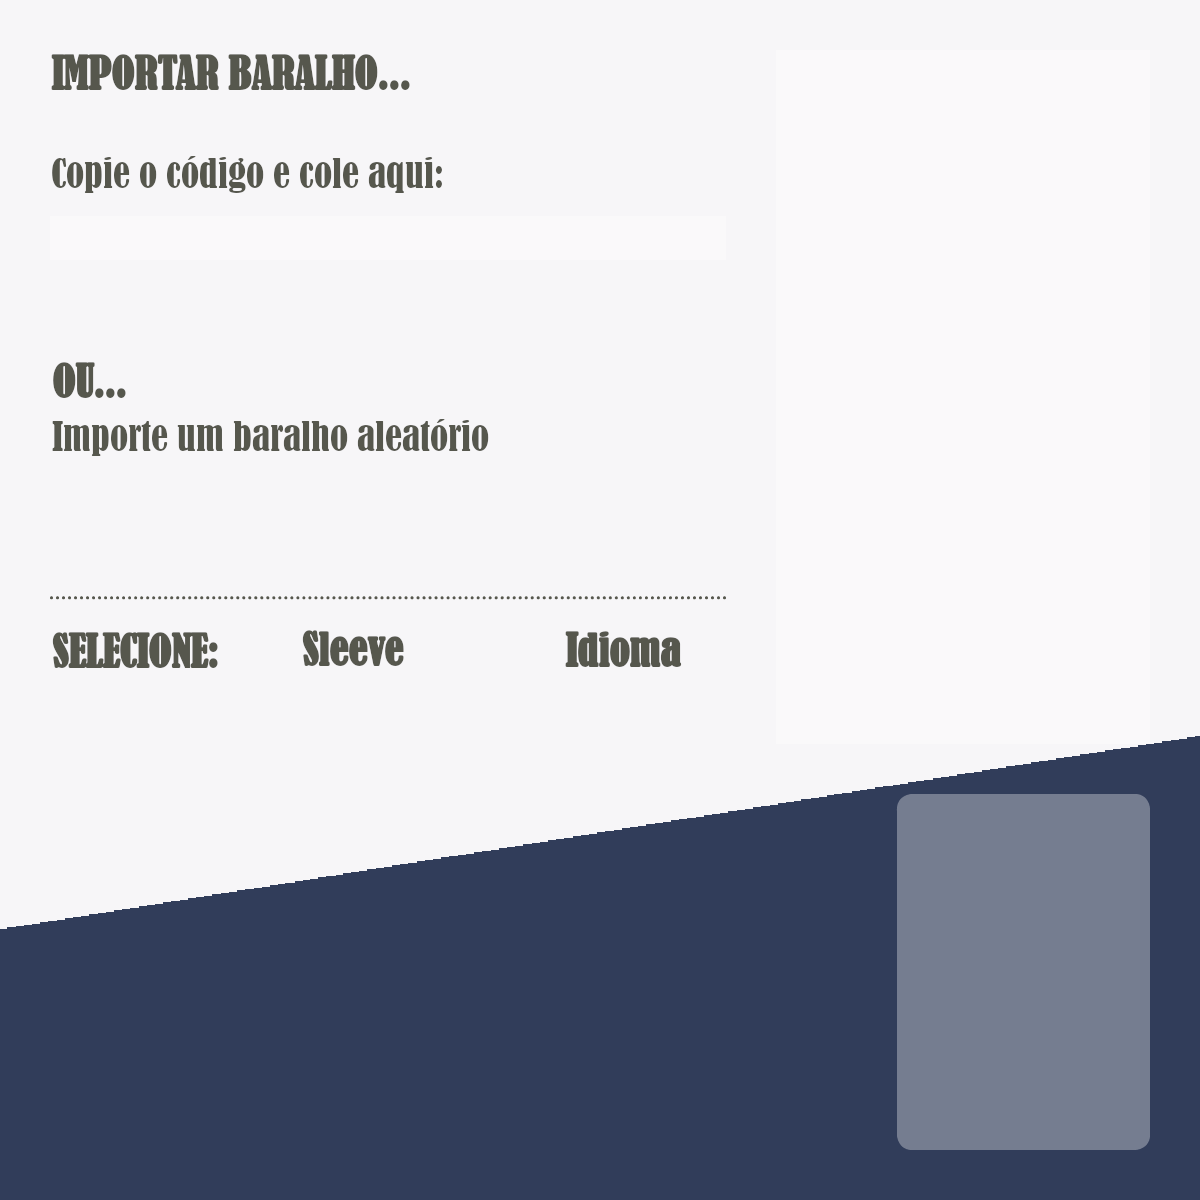 IMPORTAR BARALHO...
Copie o código e cole aqui:
OU...
Importe um baralho aleatório
SELECIONE: Sleeve Idioma